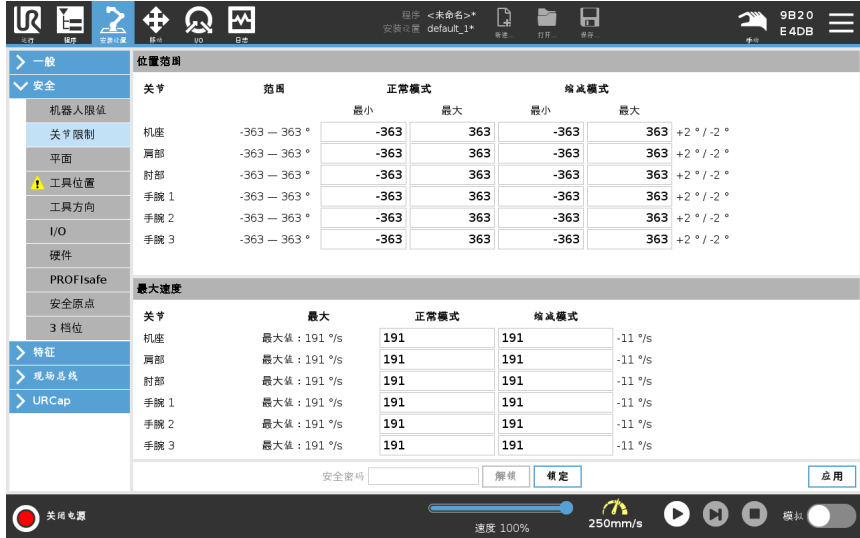 UR
运行 程序 安装设置 移动 I/O 日志
程序 <未命名>*
安装设置 default_1*
新建... 打开... 保存...
手动
9B20
E4DB
一般
安全
机器人限值
关节限制
平面
工具位置
工具方向
I/O
硬件
PROFIsafe
安全原点
3 档位
特征
现场总线
URCap
位置范围
关节 范围 正常模式 缩减模式
最小 最大 最小 最大
机座 -363 — 363 ° -363 363 -363 363 +2 ° / -2 °
肩部 -363 — 363 ° -363 363 -363 363 +2 ° / -2 °
肘部 -363 — 363 ° -363 363 -363 363 +2 ° / -2 °
手腕 1 -363 — 363 ° -363 363 -363 363 +2 ° / -2 °
手腕 2 -363 — 363 ° -363 363 -363 363 +2 ° / -2 °
手腕 3 -363 — 363 ° -363 363 -363 363 +2 ° / -2 °
最大速度
关节 最大 正常模式 缩减模式
机座 最大值：191 °/s 191 191 -11 °/s
肩部 最大值：191 °/s 191 191 -11 °/s
肘部 最大值：191 °/s 191 191 -11 °/s
手腕 1 最大值：191 °/s 191 191 -11 °/s
手腕 2 最大值：191 °/s 191 191 -11 °/s
手腕 3 最大值：191 °/s 191 191 -11 °/s
安全密码 解锁 锁定 应用
关闭电源
速度 100%
250mm/s
模拟